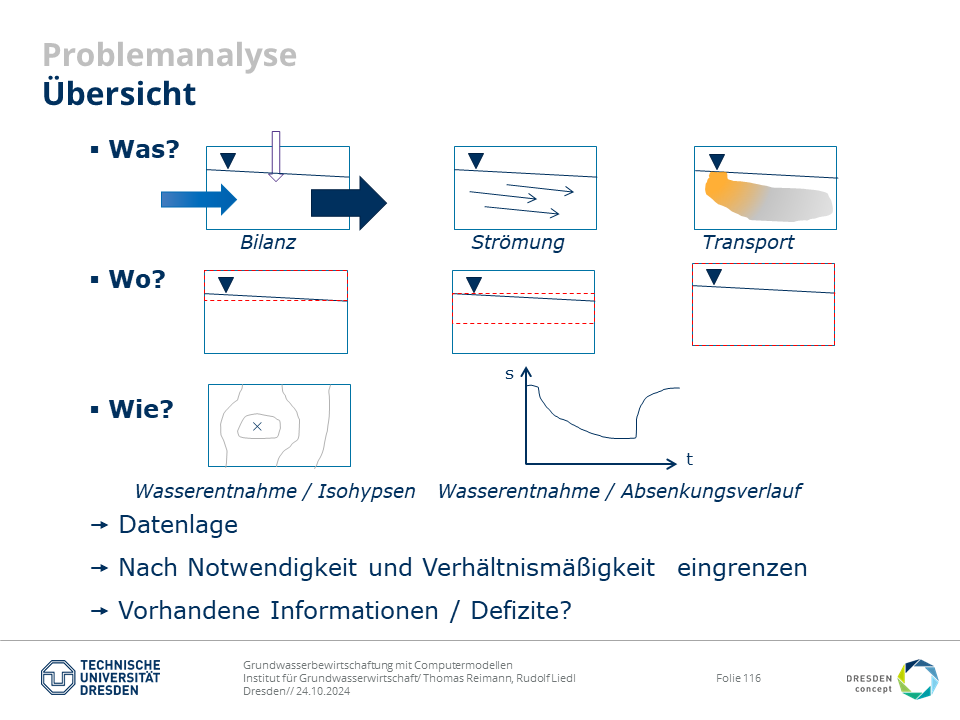 Problemanalyse
Übersicht
▪ Was?
Bilanz
Strömung
Transport
▪ Wo?
▪ Wie?
s
t
Wasserentnahme / Isohypsen
Wasserentnahme / Absenkungsverlauf
→ Datenlage
→ Nach Notwendigkeit und Verhältnismäßigkeit eingrenzen
→ Vorhandene Informationen / Defizite?
TECHNISCHE
UNIVERSITÄT
DRESDEN
Grundwasserbewirtschaftung mit Computermodellen
Institut für Grundwasserwirtschaft/ Thomas Reimann, Rudolf Liedl
Dresden// 24.10.2024
Folie 116
DRESDEN
concept